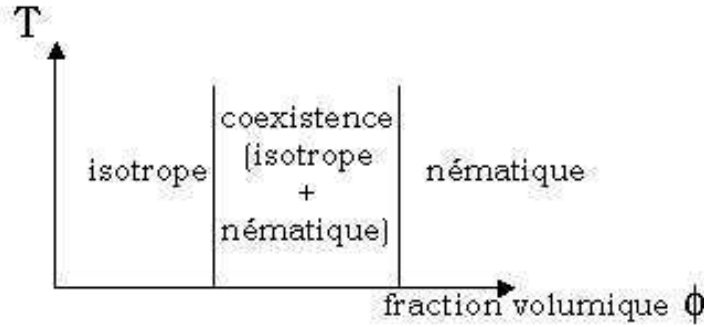 T
isotrope
coexistence
(isotrope
+
nématique)
nématique
fraction volumique ϕ